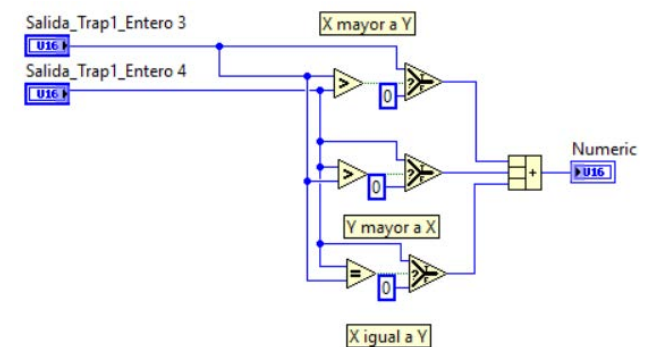 Salida_Trap1_Entero 3
X mayor a Y
U16
Salida_Trap1_Entero 4
U16
>
?
T
F
0
Numeric
>
?
T
F
0
+
U16
Y mayor a X
=
?
T
F
0
X igual a Y